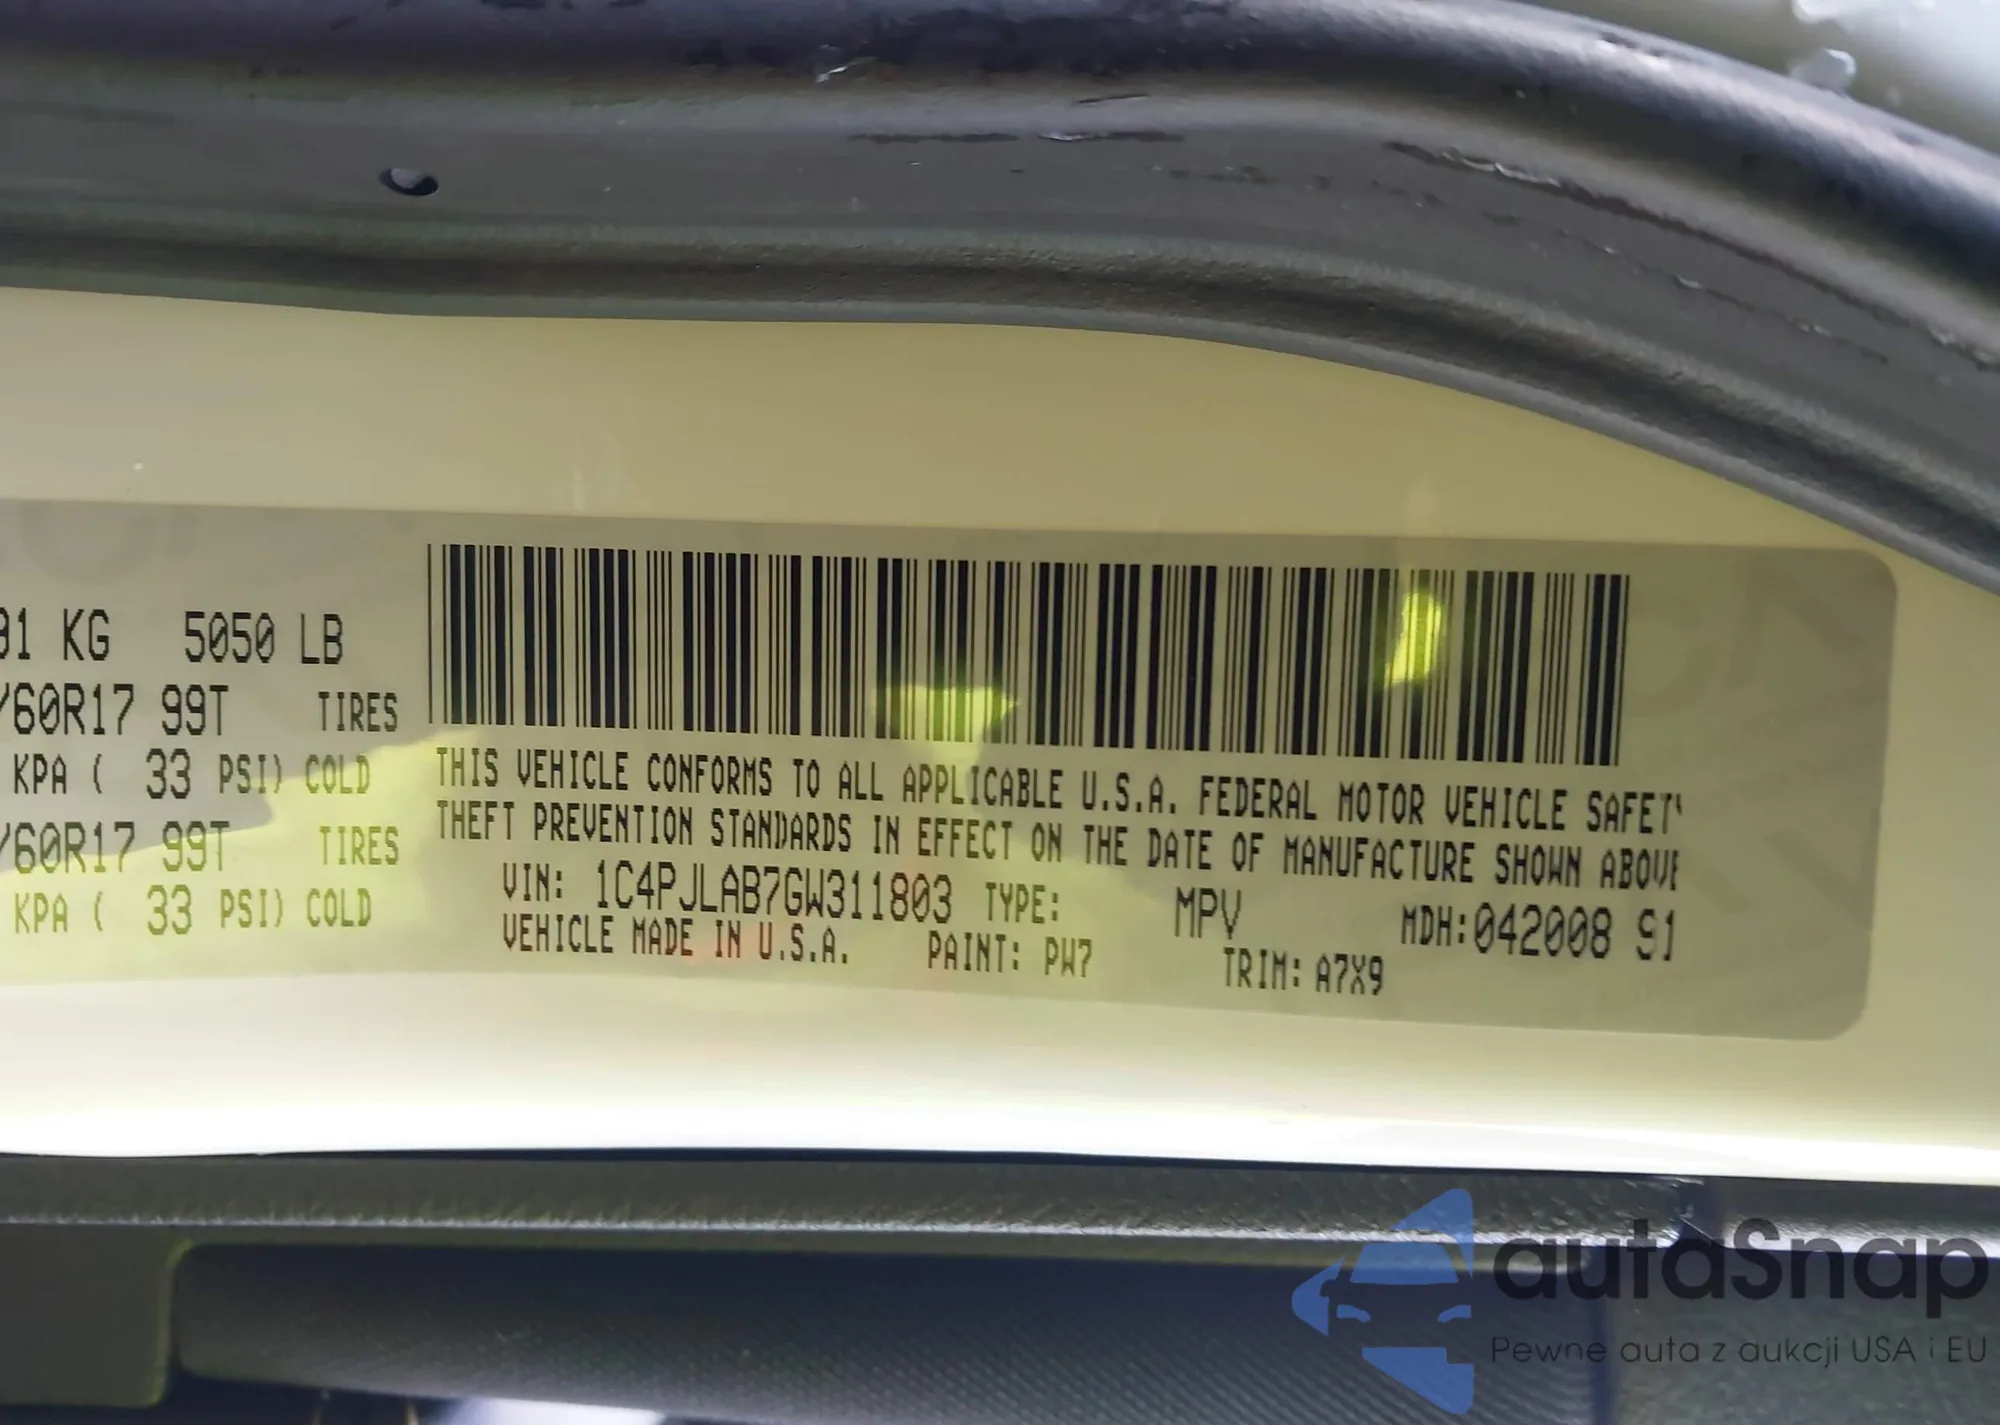 91 KG 5050 LB
/60R17 99T TIRES
KPA ( 33 PSI) COLD
/60R17 99T TIRES
KPA ( 33 PSI) COLD
THIS VEHICLE CONFORMS TO ALL APPLICABLE U.S.A. FEDERAL MOTOR VEHICLE SAFETY
THEFT PREVENTION STANDARDS IN EFFECT ON THE DATE OF MANUFACTURE SHOWN ABOVE
VIN: 1C4PJLAB7GW311803 TYPE: MPV MDH:042008 91
VEHICLE MADE IN U.S.A. PAINT: PW7 TRIM: A7X9
autoSnap
Pewne auta z aukcji USA i EU